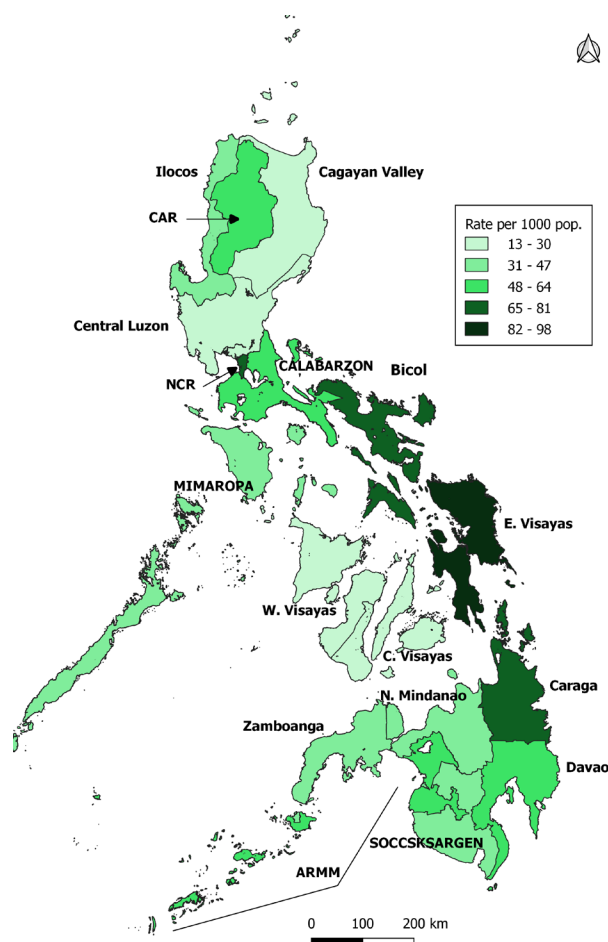 Ilocos
Cagayan Valley
CAR
Rate per 1000 pop.
13 - 30
31 - 47
48 - 64
65 - 81
82 - 98
Central Luzon
CALABARZON
Bicol
NCR
MIMAROPA
E. Visayas
W. Visayas
C. Visayas
N. Mindanao
Caraga
Zamboanga
Davao
SOCCSKSARGEN
ARMM
0 100 200 km